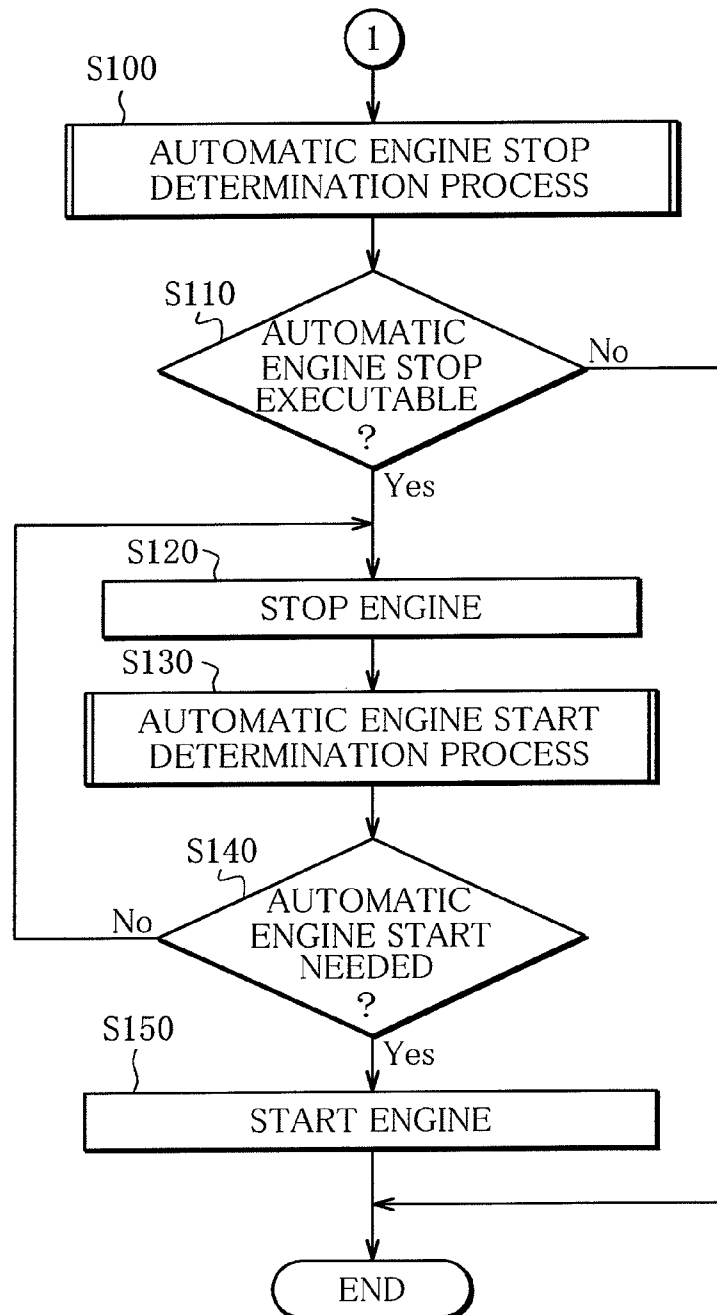 1
S100
AUTOMATIC ENGINE STOP
DETERMINATION PROCESS
S110
AUTOMATIC
ENGINE STOP
EXECUTABLE
?
No
Yes
S120
STOP ENGINE
S130
AUTOMATIC ENGINE START
DETERMINATION PROCESS
S140
AUTOMATIC
ENGINE START
NEEDED
?
No
Yes
S150
START ENGINE
END